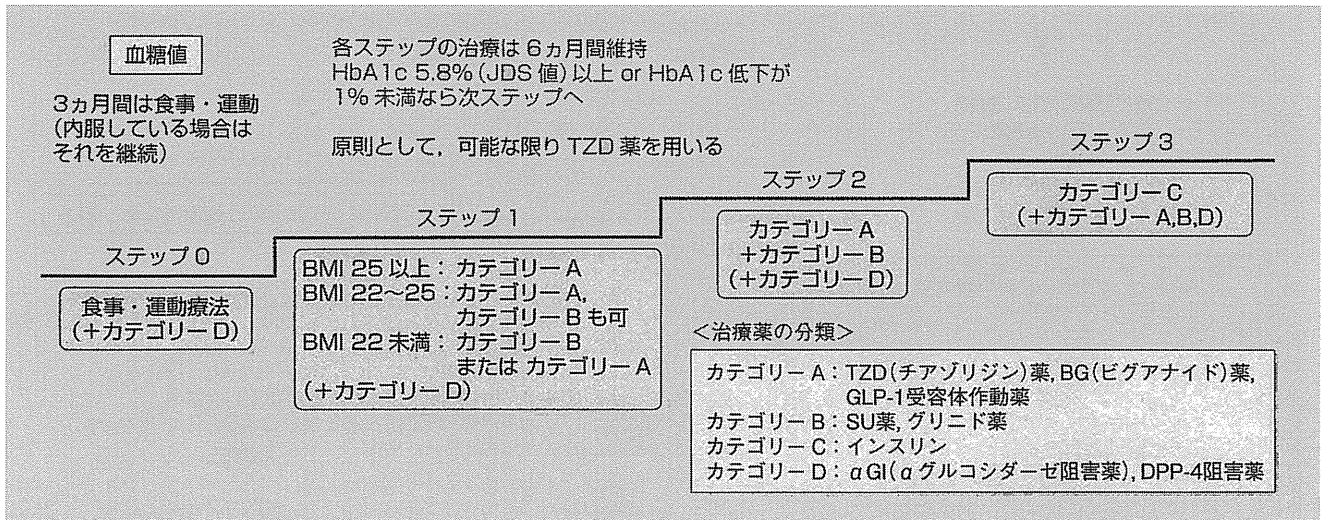 血糖値
3ヵ月間は食事・運動
(内服している場合は
それを継続)
各ステップの治療は 6ヵ月間維持
HbA1c 5.8%(JDS 値)以上 or HbA1c 低下が
1% 未満なら次ステップへ
原則として,可能な限り TZD 薬を用いる
ステップ 0
食事・運動療法
(+カテゴリー D)
ステップ 1
BMI 25 以上:カテゴリー A
BMI 22〜25:カテゴリー A,
カテゴリー B も可
BMI 22 未満:カテゴリー B
または カテゴリー A
(+カテゴリー D)
ステップ 2
カテゴリー A
+カテゴリー B
(+カテゴリー D)
ステップ 3
カテゴリー C
(+カテゴリー A,B,D)
<治療薬の分類>
カテゴリー A:TZD(チアゾリジン)薬, BG(ビグアナイド)薬,
GLP-1受容体作動薬
カテゴリー B:SU薬, グリニド薬
カテゴリー C:インスリン
カテゴリー D:αGI(αグルコシダーゼ阻害薬), DPP-4阻害薬